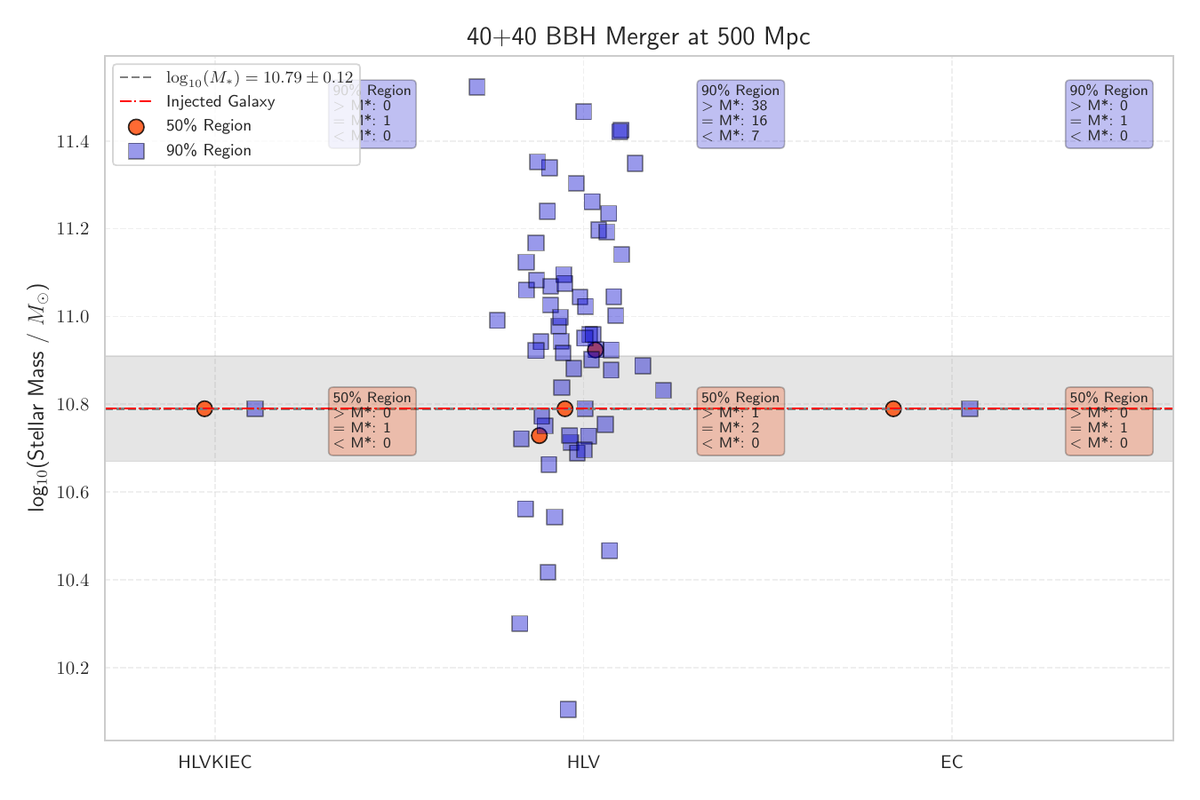 40+40 BBH Merger at 500 Mpc
log₁₀(M*) = 10.79 ± 0.12
Injected Galaxy
50% Region
90% Region
90% Region
> M*: 0
= M*: 1
< M*: 0
90% Region
> M*: 38
= M*: 16
< M*: 7
90% Region
> M*: 0
= M*: 1
< M*: 0
50% Region
> M*: 0
= M*: 1
< M*: 0
50% Region
> M*: 1
= M*: 2
< M*: 0
50% Region
> M*: 0
= M*: 1
< M*: 0
log₁₀(Stellar Mass / M⊙)
11.4
11.2
11.0
10.8
10.6
10.4
10.2
HLVKIEC
HLV
EC